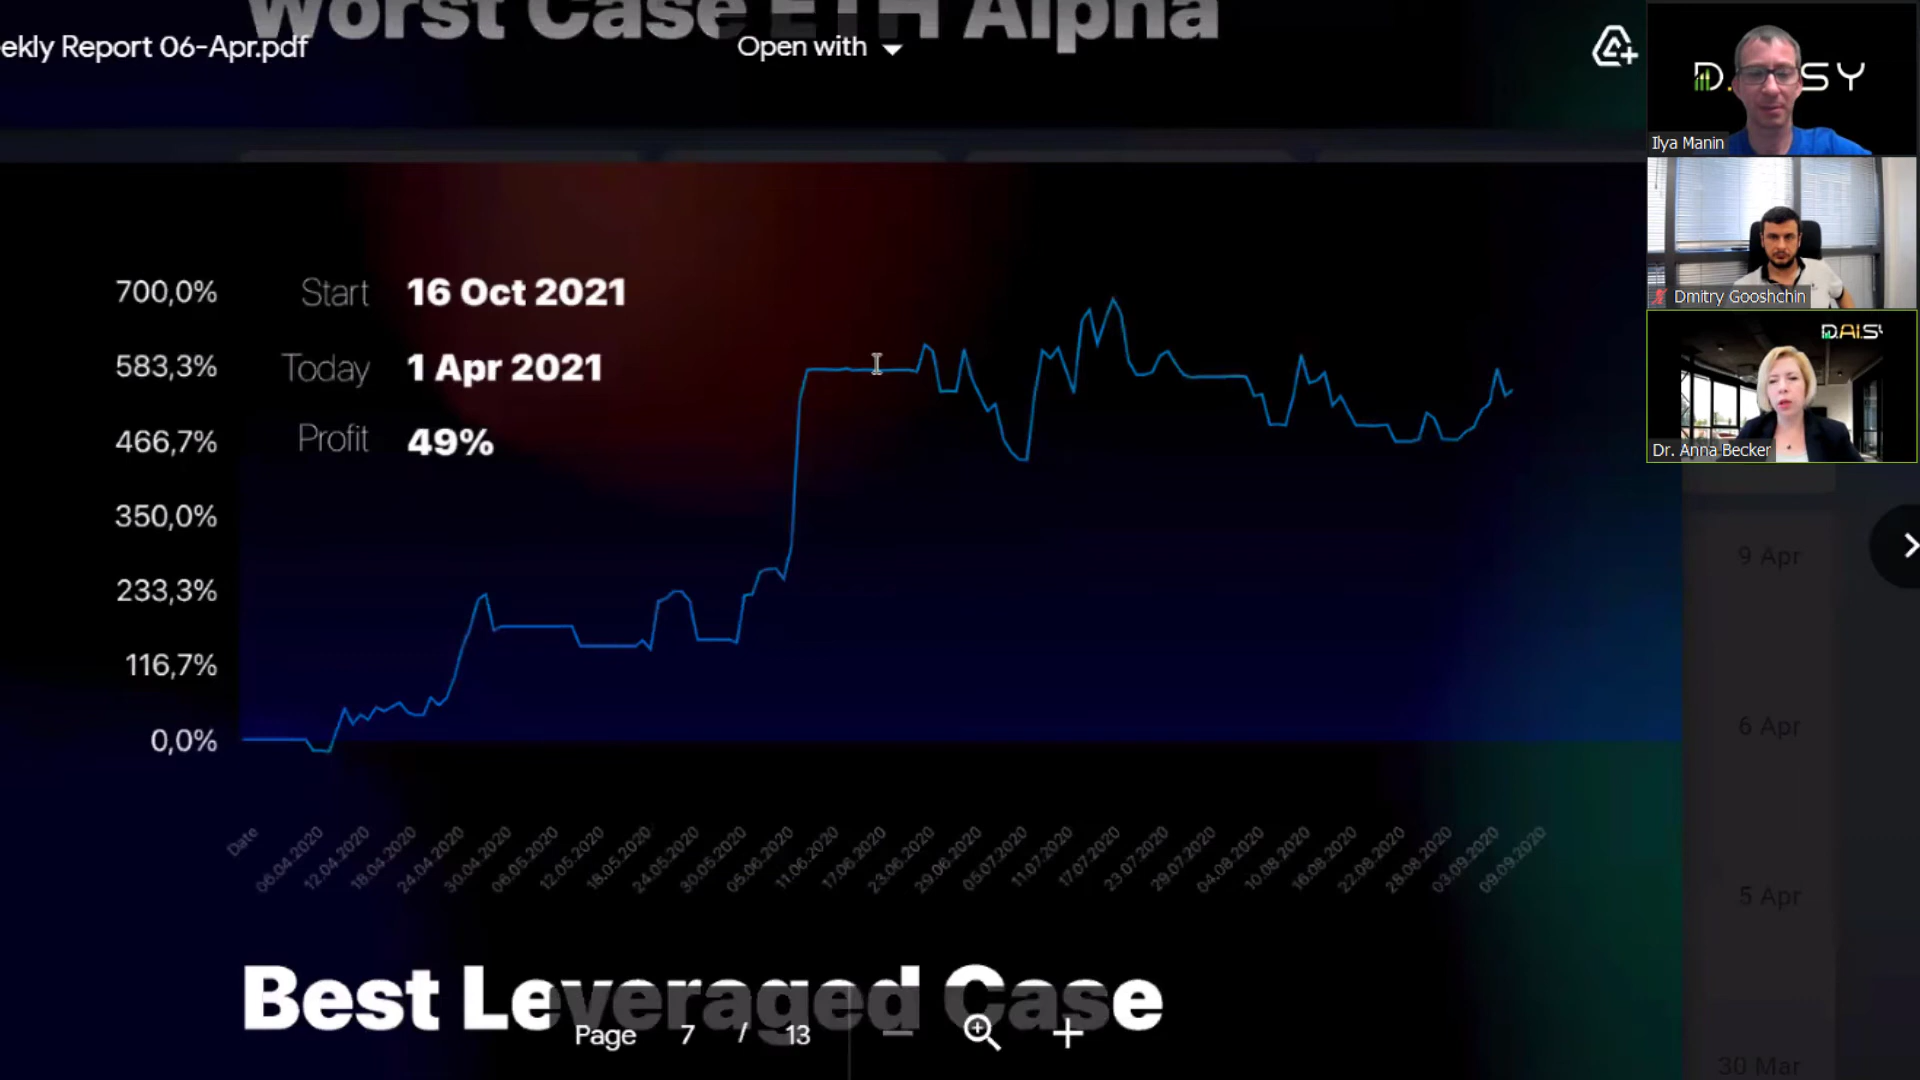 Worst Case ETH Alpha
ekly Report 06-Apr.pdf
Open with
D.AISY
Ilya Manin
Dmitry Gooshchin
D.AI.S
Dr. Anna Becker
700,0%
583,3%
466,7%
350,0%
233,3%
116,7%
0,0%
Start 16 Oct 2021
Today 1 Apr 2021
Profit 49%
Date
06.04.2020
12.04.2020
18.04.2020
24.04.2020
30.04.2020
06.05.2020
12.05.2020
18.05.2020
24.05.2020
30.05.2020
05.06.2020
11.06.2020
17.06.2020
23.06.2020
29.06.2020
05.07.2020
11.07.2020
17.07.2020
23.07.2020
29.07.2020
04.08.2020
10.08.2020
16.08.2020
22.08.2020
28.08.2020
03.09.2020
09.09.2020
9 Apr
6 Apr
5 Apr
30 Mar
Best Leveraged Case
Page 7 / 13